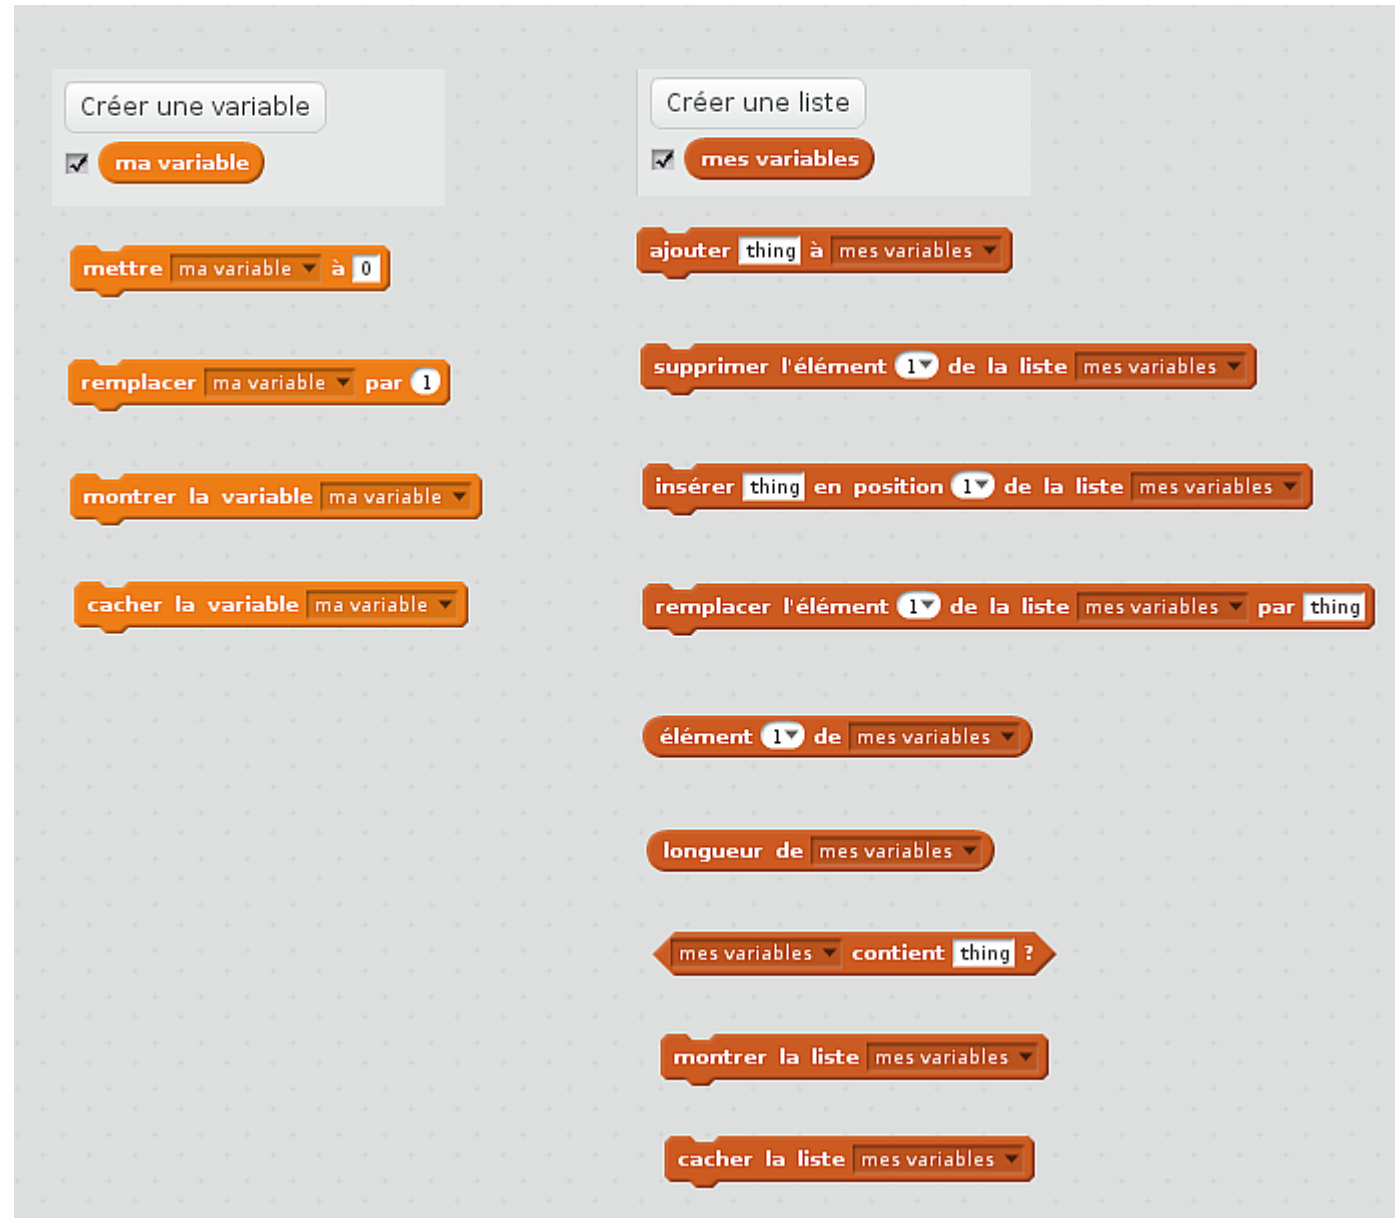 Créer une variable
ma variable
mettre ma variable à 0
remplacer ma variable par 1
montrer la variable ma variable
cacher la variable ma variable
Créer une liste
mes variables
ajouter thing à mes variables
supprimer l'élément 1 de la liste mes variables
insérer thing en position 1 de la liste mes variables
remplacer l'élément 1 de la liste mes variables par thing
élément 1 de mes variables
longueur de mes variables
mes variables contient thing ?
montrer la liste mes variables
cacher la liste mes variables